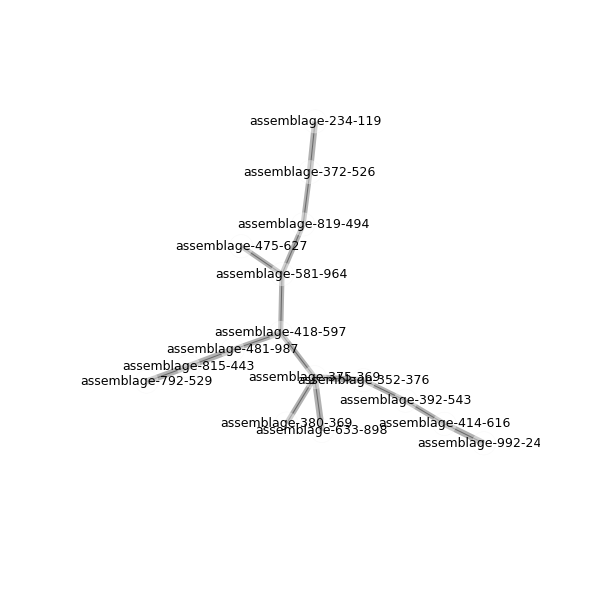 assemblage-234-119
assemblage-372-526
assemblage-819-494
assemblage-475-627
assemblage-581-964
assemblage-418-597
assemblage-481-987
assemblage-815-443
assemblage-375-369
assemblage-352-376
assemblage-792-529
assemblage-392-543
assemblage-380-369
assemblage-414-616
assemblage-633-898
assemblage-992-24